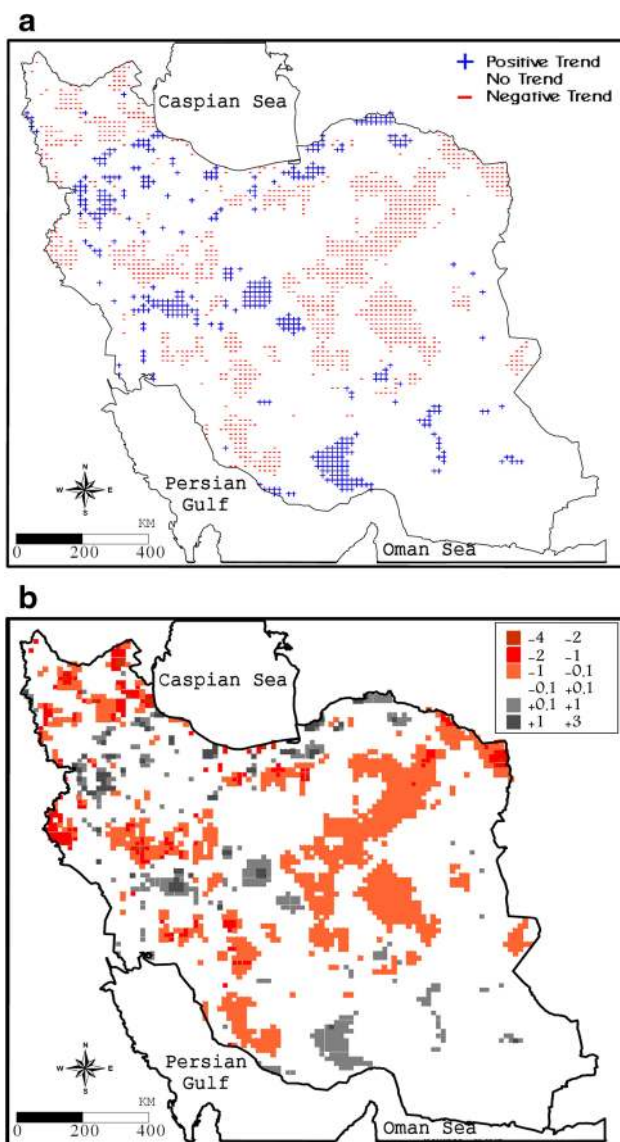 a
Positive Trend
No Trend
Negative Trend
Caspian Sea
N
W E
S
Persian
Gulf
KM
0 200 400
Oman Sea
b
-4 -2
-2 -1
-1 -0.1
-0.1 +0.1
+0.1 +1
+1 +3
Caspian Sea
N
W E
S
Persian
Gulf
KM
0 200 400
Oman Sea